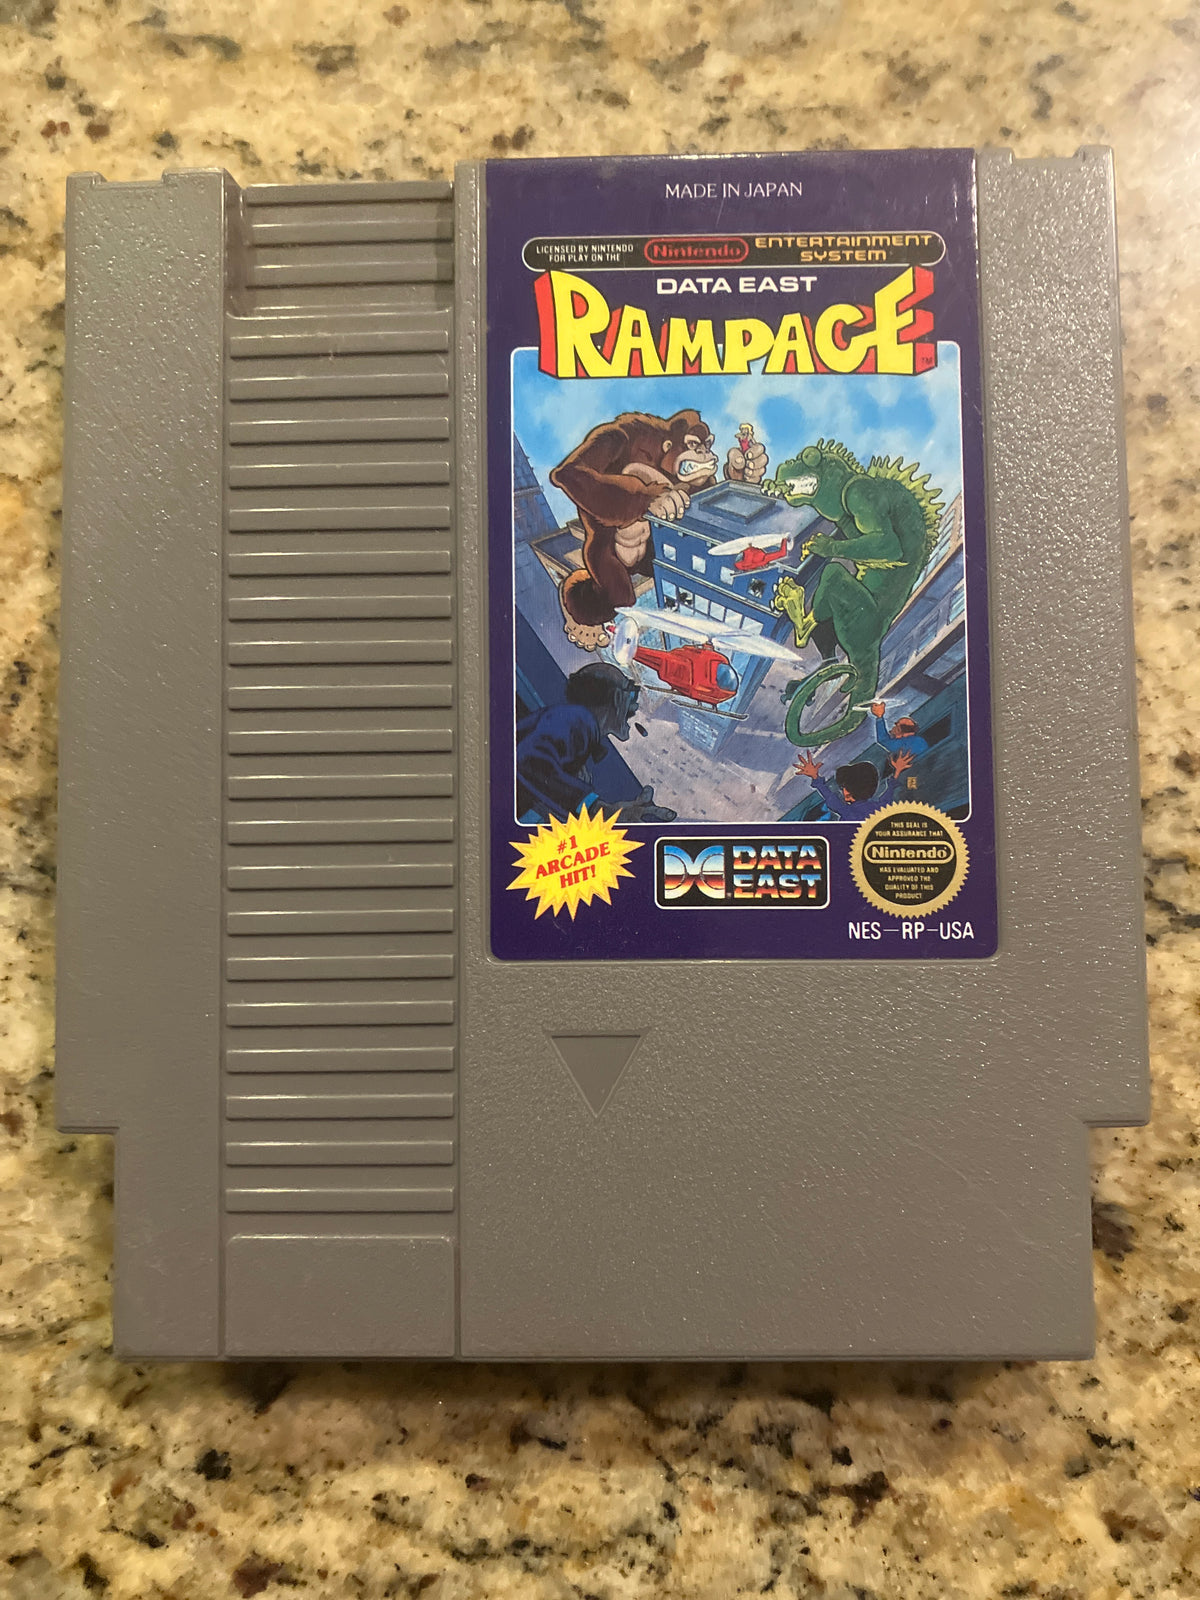 MADE IN JAPAN
LICENSED BY NINTENDO
FOR PLAY ON THE
Nintendo
ENTERTAINMENT
SYSTEM
DATA EAST
RAMPAGE
TM
#1
ARCADE
HIT!
DATA
EAST
THIS SEAL IS
YOUR ASSURANCE THAT
Nintendo
HAS EVALUATED AND
APPROVED THE
QUALITY OF THIS
PRODUCT
NES-RP-USA